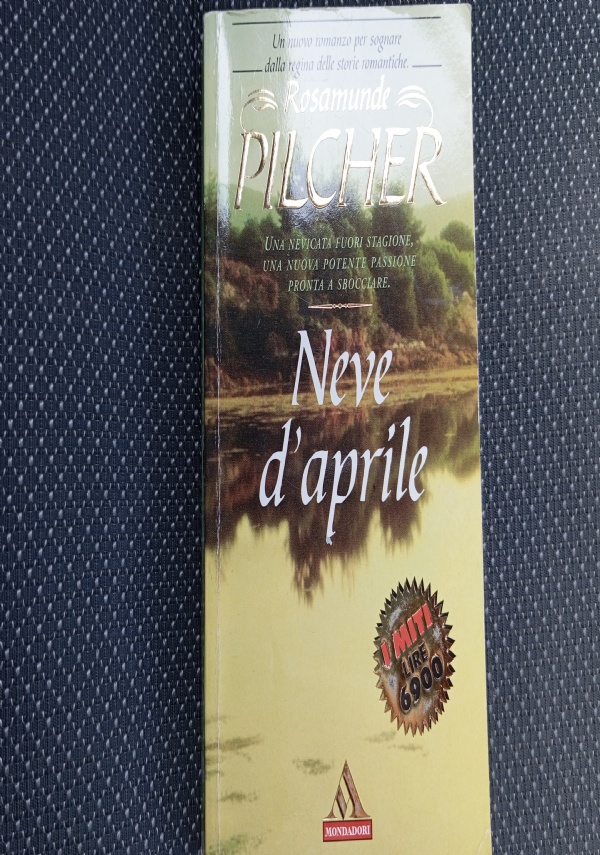 Un nuovo romanzo per sognare
dalla regina delle storie romantiche.
Rosamunde
PILCHER
UNA NEVICATA FUORI STAGIONE,
UNA NUOVA POTENTE PASSIONE
PRONTA A SBOCCIARE.
Neve
d'aprile
I MITI
LIRE
6900
MONDADORI